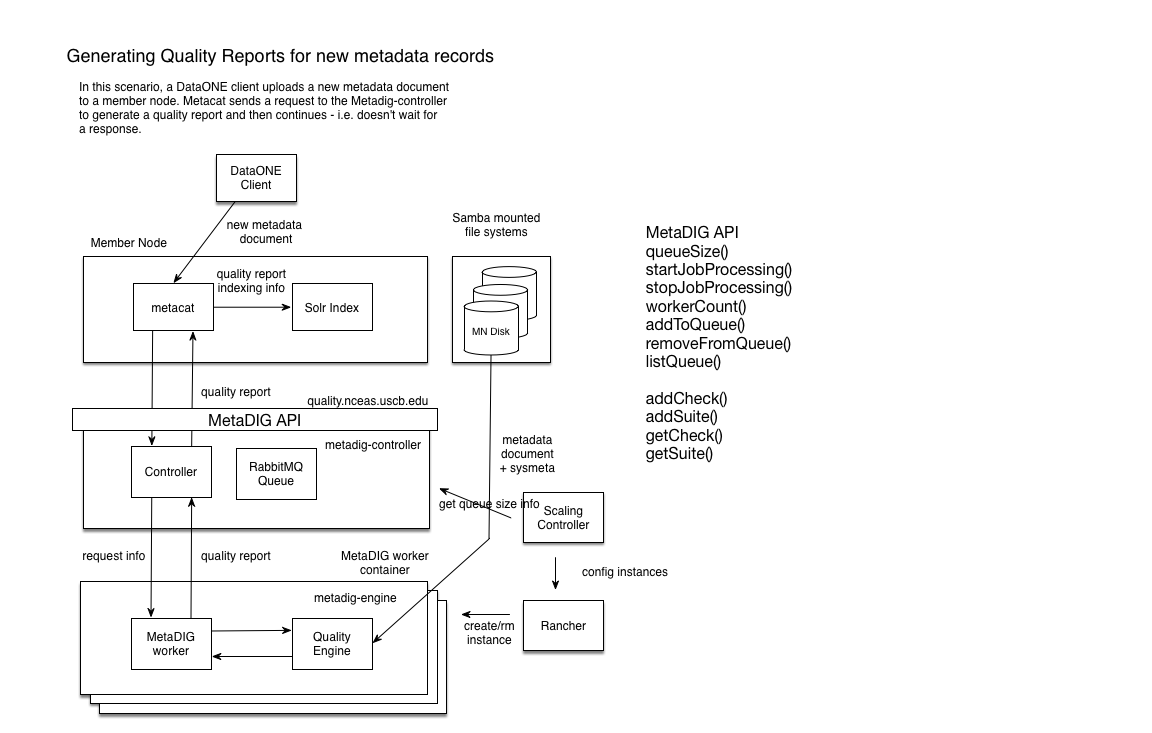 Generating Quality Reports for new metadata records
In this scenario, a DataONE client uploads a new metadata document
to a member node. Metacat sends a request to the Metadig-controller
to generate a quality report and then continues - i.e. doesn't wait for
a response.
DataONE
Client
new metadata
document
Samba mounted
file systems
Member Node
quality report
indexing info
metacat
Solr Index
MN Disk
MetaDIG API
queueSize()
startJobProcessing()
stopJobProcessing()
workerCount()
addToQueue()
removeFromQueue()
listQueue()
addCheck()
addSuite()
getCheck()
getSuite()
quality report
quality.nceas.uscb.edu
MetaDIG API
metadig-controller
Controller
RabbitMQ
Queue
metadata
document
+ sysmeta
get queue size info
Scaling
Controller
request info
quality report
MetaDIG worker
container
config instances
metadig-engine
MetaDIG
worker
Quality
Engine
create/rm
instance
Rancher